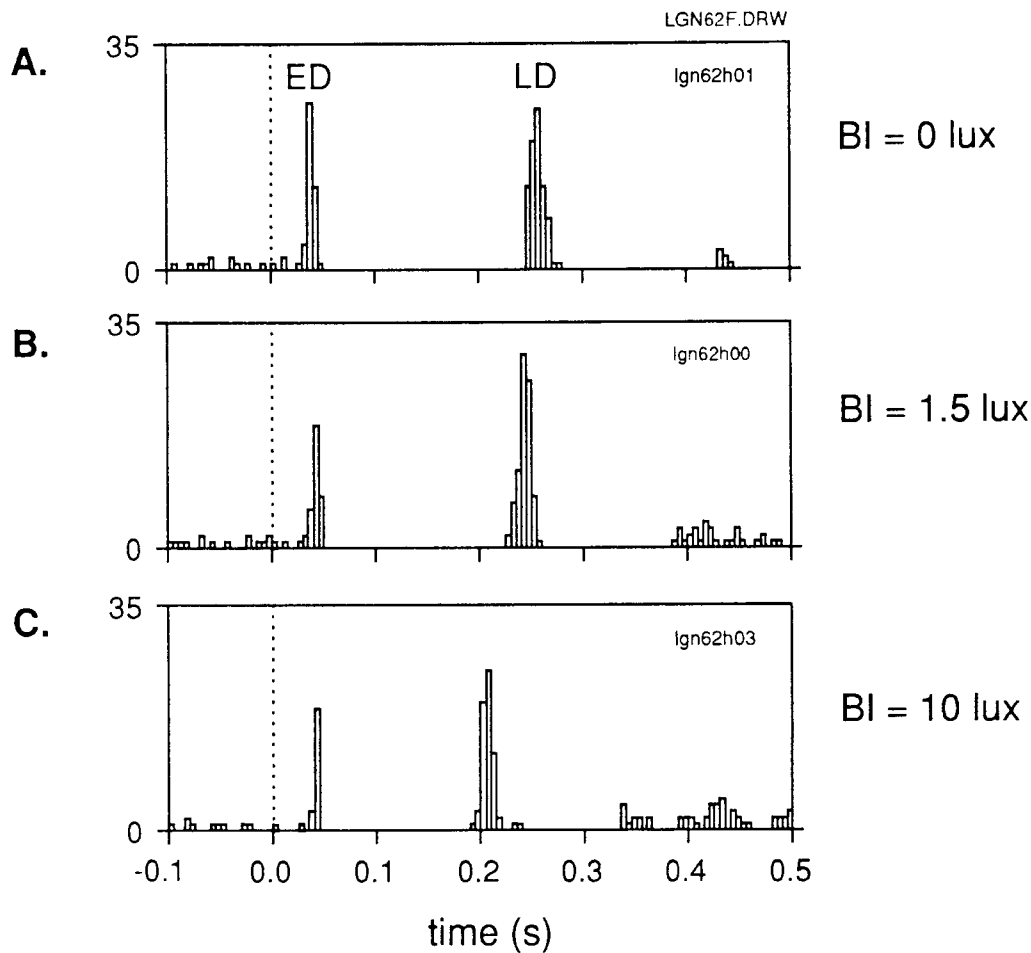 LGN62F.DRW
A.
35
ED
LD
lgn62h01
BI = 0 lux
0
B.
35
lgn62h00
BI = 1.5 lux
0
C.
35
lgn62h03
BI = 10 lux
0
-0.1 0.0 0.1 0.2 0.3 0.4 0.5
time (s)